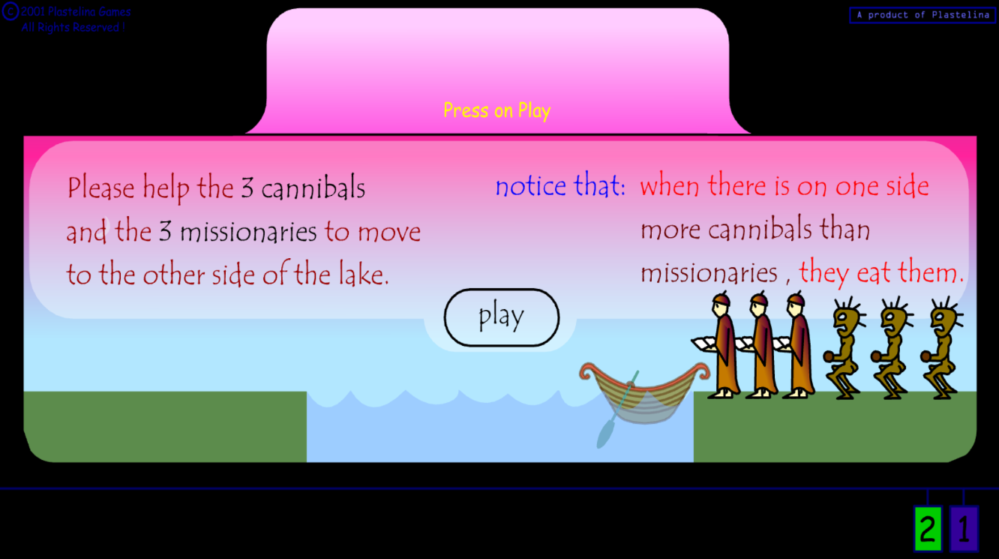 © 2001 Plastelina Games
All Rights Reserved !
A product of Plastelina
Press on Play
Please help the 3 cannibals
and the 3 missionaries to move
to the other side of the lake.
notice that: when there is on one side
more cannibals than
missionaries , they eat them.
play
2 1